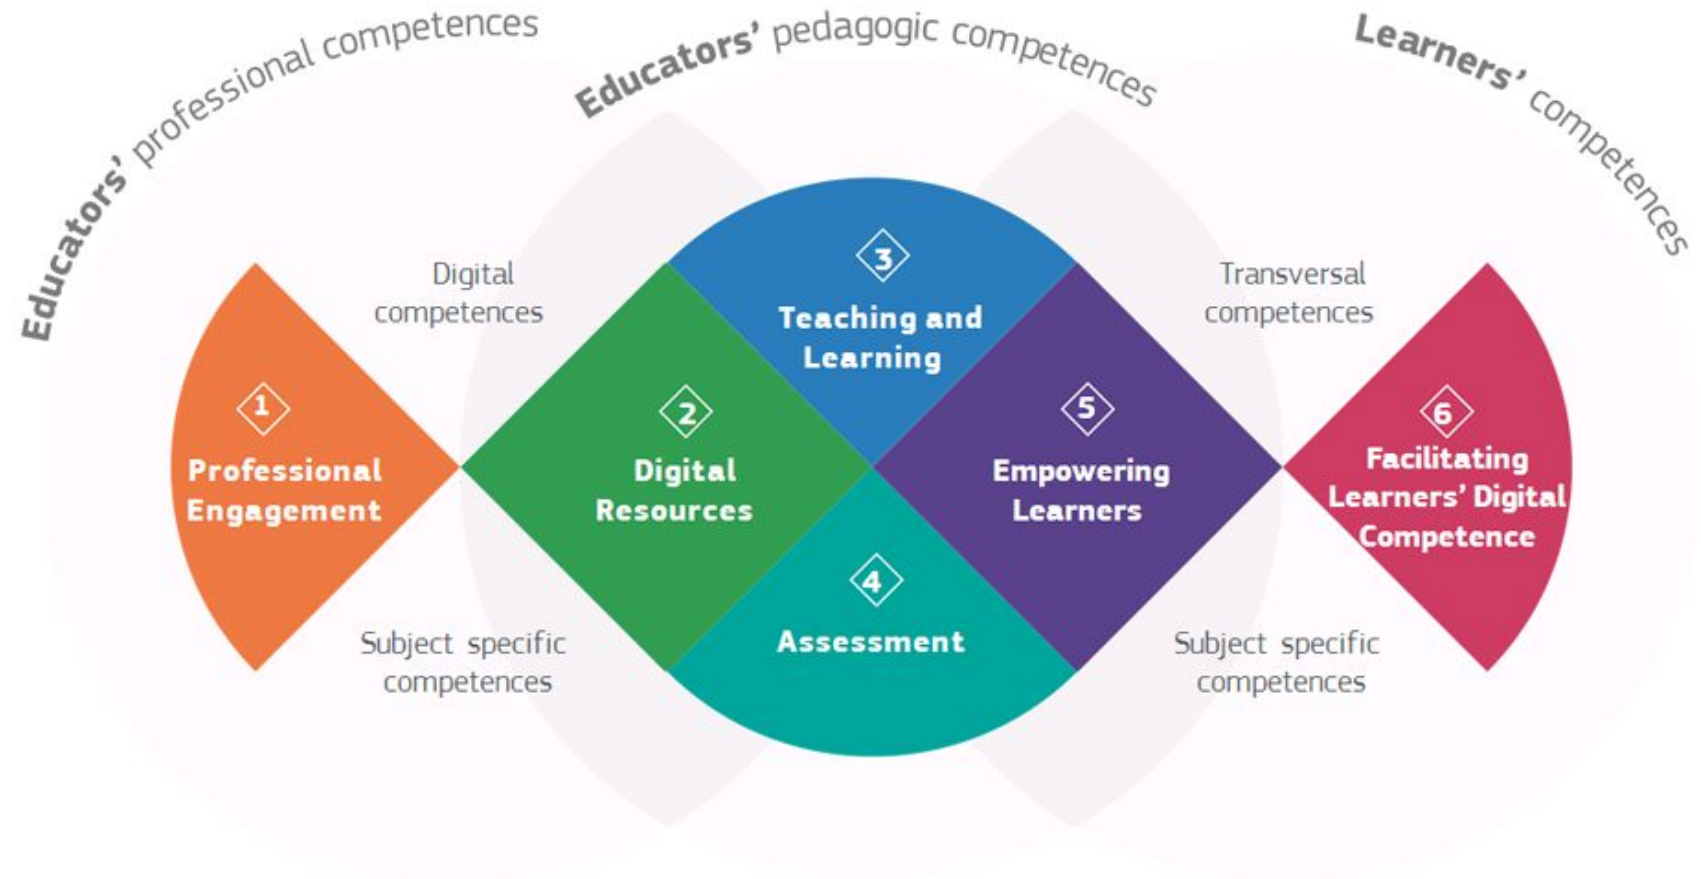 Educators’ professional competences
Educators’ pedagogic competences
Learners’ competences
Digital
competences
Transversal
competences
1
Professional
Engagement
2
Digital
Resources
3
Teaching and
Learning
4
Assessment
5
Empowering
Learners
6
Facilitating
Learners’ Digital
Competence
Subject specific
competences
Subject specific
competences